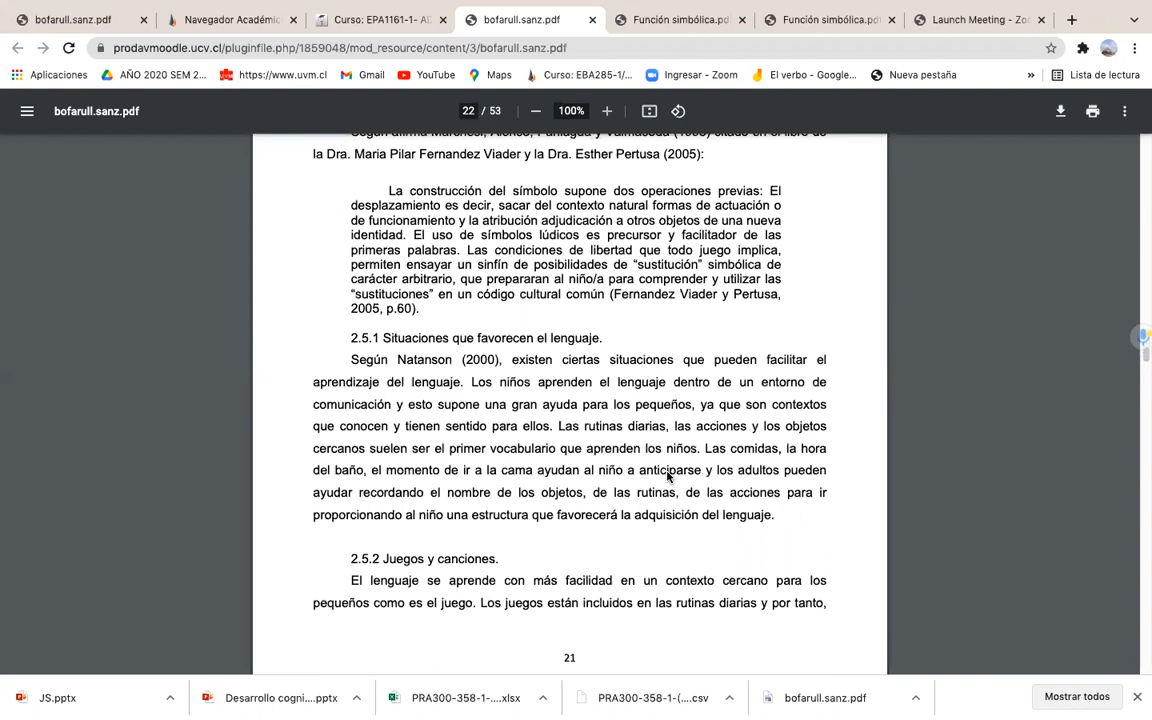 bofarull.sanz.pdf
Navegador Académic
Curso: EPA1161-1- A
bofarull.sanz.pdf
Función simbólica.pd
Función simbólica.pd
Launch Meeting - Zoo
prodavmoodle.ucv.cl/pluginfile.php/1859048/mod_resource/content/3/bofarull.sanz.pdf
Aplicaciones
AÑO 2020 SEM 2...
https://www.uvm.cl
Gmail
YouTube
Maps
Curso: EBA285-1/...
Ingresar - Zoom
El verbo - Google...
Nueva pestaña
»
Lista de lectura
bofarull.sanz.pdf
22 / 53
100%
la Dra. Maria Pilar Fernandez Viader y la Dra. Esther Pertusa (2005):
La construcción del símbolo supone dos operaciones previas: El
desplazamiento es decir, sacar del contexto natural formas de actuación o
de funcionamiento y la atribución adjudicación a otros objetos de una nueva
identidad. El uso de símbolos lúdicos es precursor y facilitador de las
primeras palabras. Las condiciones de libertad que todo juego implica,
permiten ensayar un sinfín de posibilidades de “sustitución” simbólica de
carácter arbitrario, que prepararan al niño/a para comprender y utilizar las
“sustituciones” en un código cultural común (Fernandez Viader y Pertusa,
2005, p.60).
2.5.1 Situaciones que favorecen el lenguaje.
Según Natanson (2000), existen ciertas situaciones que pueden facilitar el
aprendizaje del lenguaje. Los niños aprenden el lenguaje dentro de un entorno de
comunicación y esto supone una gran ayuda para los pequeños, ya que son contextos
que conocen y tienen sentido para ellos. Las rutinas diarias, las acciones y los objetos
cercanos suelen ser el primer vocabulario que aprenden los niños. Las comidas, la hora
del baño, el momento de ir a la cama ayudan al niño a anticiparse y los adultos pueden
ayudar recordando el nombre de los objetos, de las rutinas, de las acciones para ir
proporcionando al niño una estructura que favorecerá la adquisición del lenguaje.
2.5.2 Juegos y canciones.
El lenguaje se aprende con más facilidad en un contexto cercano para los
pequeños como es el juego. Los juegos están incluidos en las rutinas diarias y por tanto,
21
JS.pptx
Desarrollo cogni....pptx
PRA300-358-1-....xlsx
PRA300-358-1-(....csv
bofarull.sanz.pdf
Mostrar todos